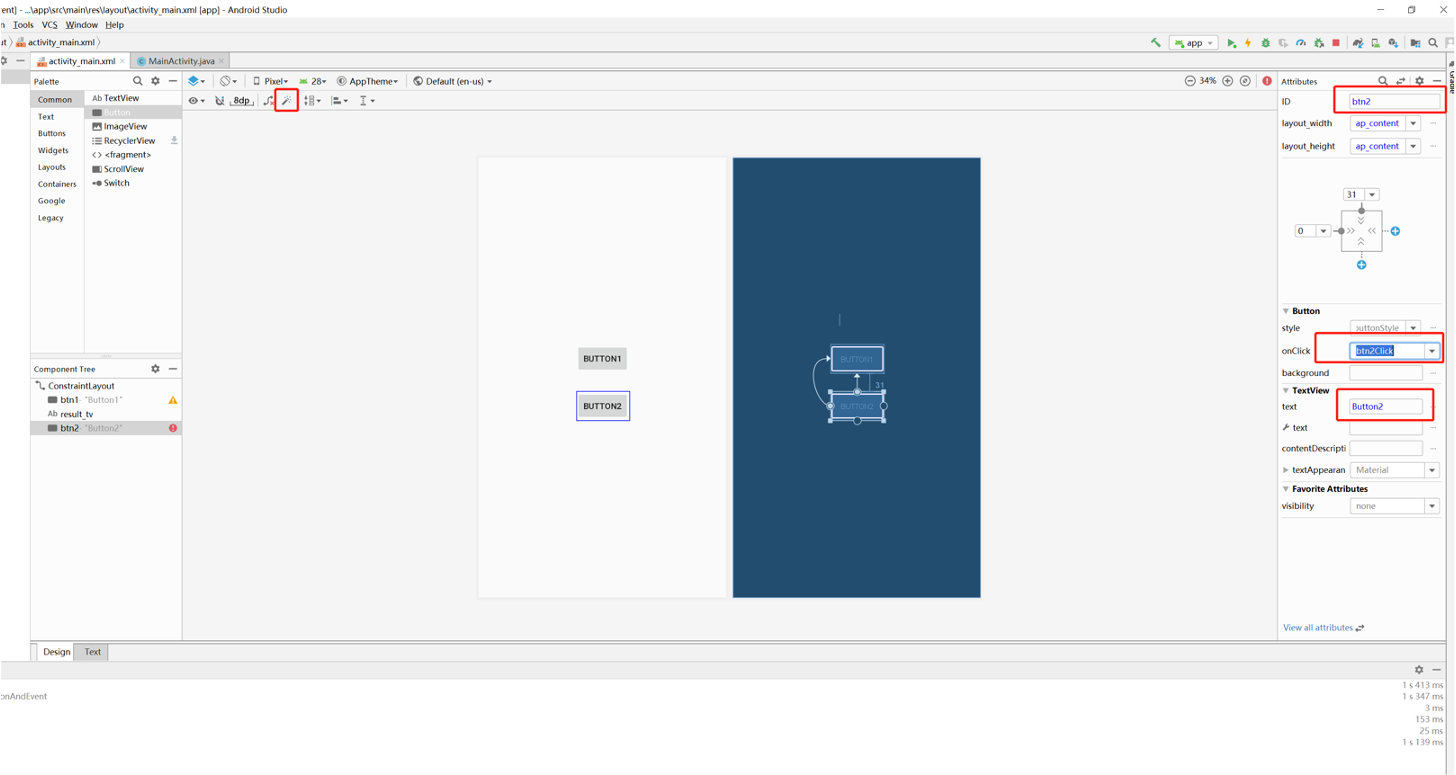 ent] - ...\app\src\main\res\layout\activity_main.xml [app] - Android Studio
n Tools VCS Window Help
ut activity_main.xml
app
activity_main.xml MainActivity.java
Palette
Pixel 28 AppTheme Default (en-us)
34%
8dp
Common
Text
Buttons
Widgets
Layouts
Containers
Google
Legacy
Ab TextView
Button
ImageView
RecyclerView
<> <fragment>
ScrollView
Switch
Component Tree
ConstraintLayout
btn1- "Button1"
Ab result_tv
btn2- "Button2"
BUTTON1
BUTTON2
BUTTON1
31
BUTTON2
Attributes
ID btn2
layout_width ap_content
layout_height ap_content
31
0
Button
style buttonStyle
onClick btn2Click
background
TextView
text Button2
text
contentDescripti
textAppearan Material
Favorite Attributes
visibility none
View all attributes
Gradle
Design Text
onAndEvent
1 s 413 ms
1 s 347 ms
3 ms
153 ms
25 ms
1 s 139 ms